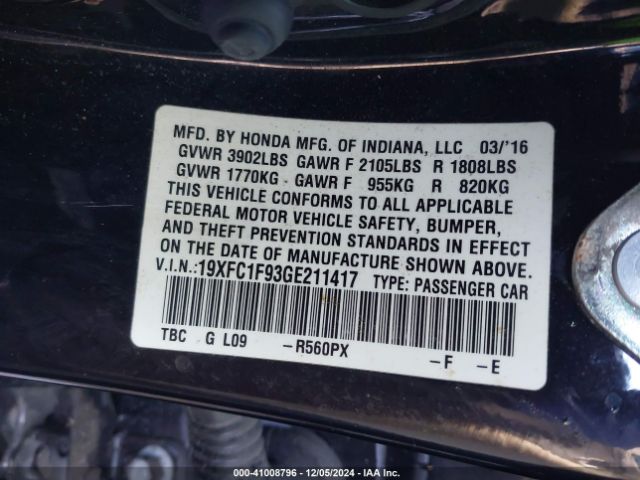 MFD. BY HONDA MFG. OF INDIANA, LLC 03/'16
GVWR 3902LBS GAWR F 2105LBS R 1808LBS
GVWR 1770KG GAWR F 955KG R 820KG
THIS VEHICLE CONFORMS TO ALL APPLICABLE
FEDERAL MOTOR VEHICLE SAFETY, BUMPER,
AND THEFT PREVENTION STANDARDS IN EFFECT
ON THE DATE OF MANUFACTURE SHOWN ABOVE.
V.I.N.:19XFC1F93GE211417 TYPE: PASSENGER CAR
TBC G L09 –R560PX –F –E
000-41008796 - 12/05/2024 - IAA Inc.